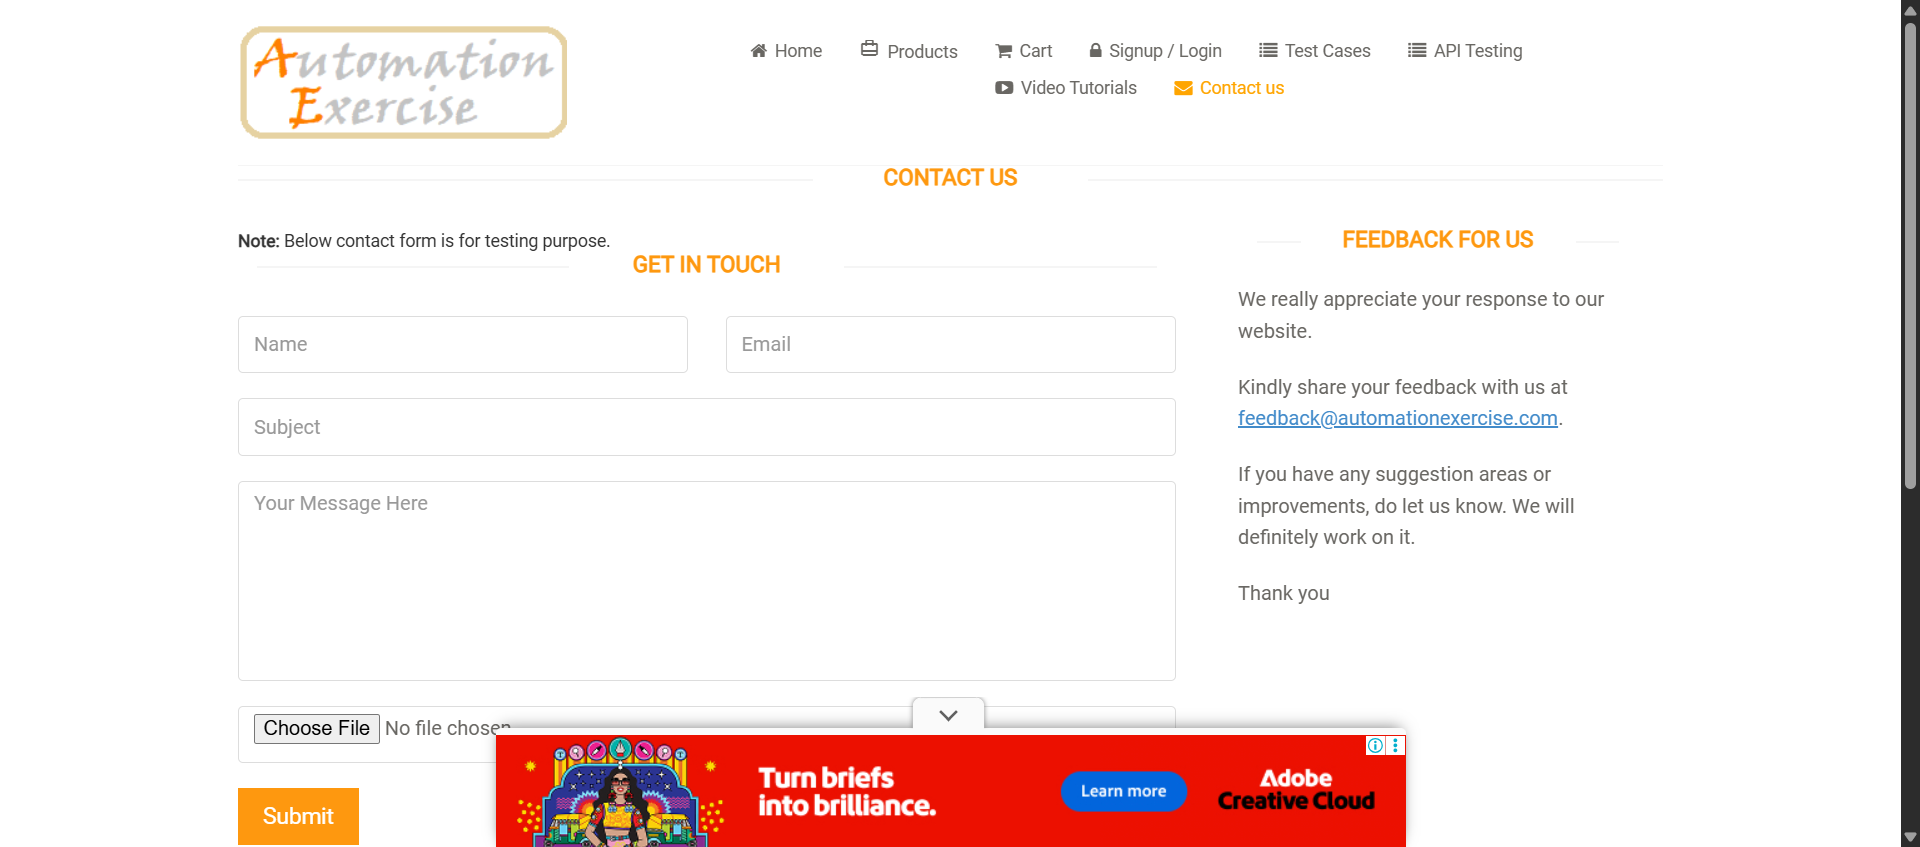 Automation
Exercise
Home
Products
Cart
Signup / Login
Test Cases
API Testing
Video Tutorials
Contact us
CONTACT US
Note: Below contact form is for testing purpose.
GET IN TOUCH
Name
Email
Subject
Your Message Here
Choose File No file chosen
Submit
FEEDBACK FOR US
We really appreciate your response to our
website.
Kindly share your feedback with us at
feedback@automationexercise.com.
If you have any suggestion areas or
improvements, do let us know. We will
definitely work on it.
Thank you
Turn briefs
into brilliance.
Learn more
Adobe
Creative Cloud